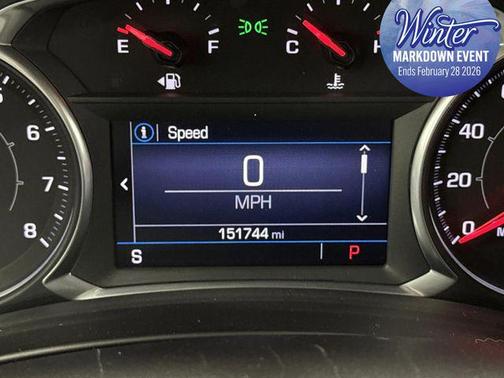 Winter
MARKDOWN EVENT
Ends February 28 2026
E F C H
i Speed
0
MPH
151744 mi
S P
6
7
8
40
20
0